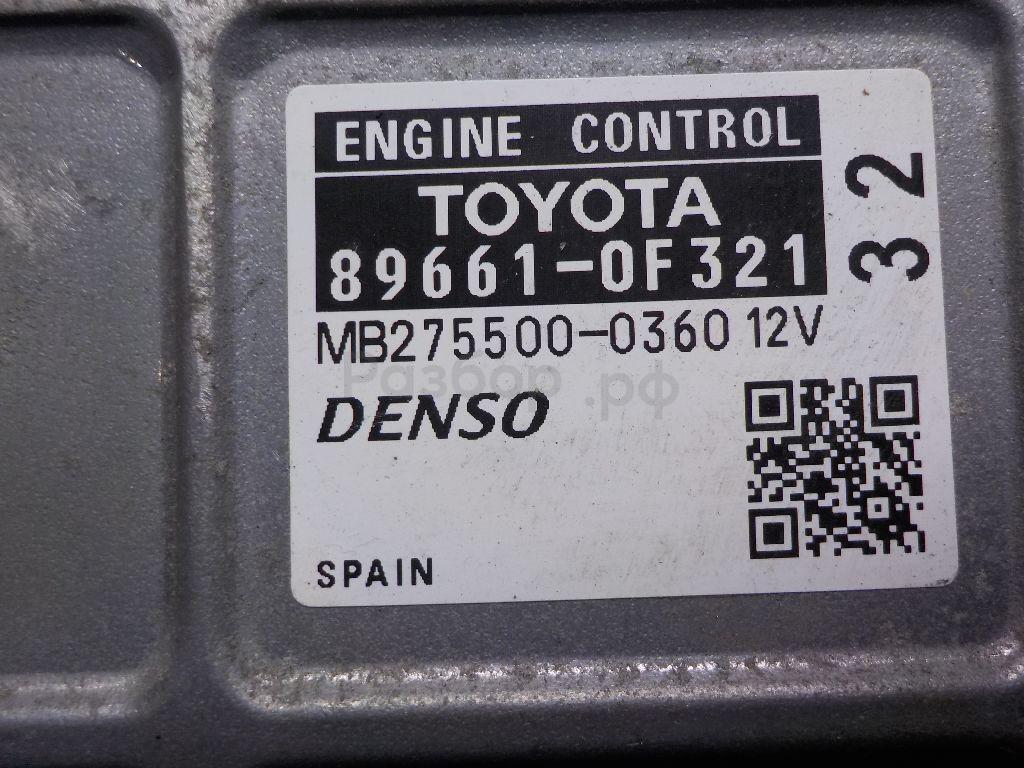 ENGINE CONTROL
TOYOTA
89661-0F321
32
MB275500-0360 12V
Разбор.рф
DENSO
SPAIN